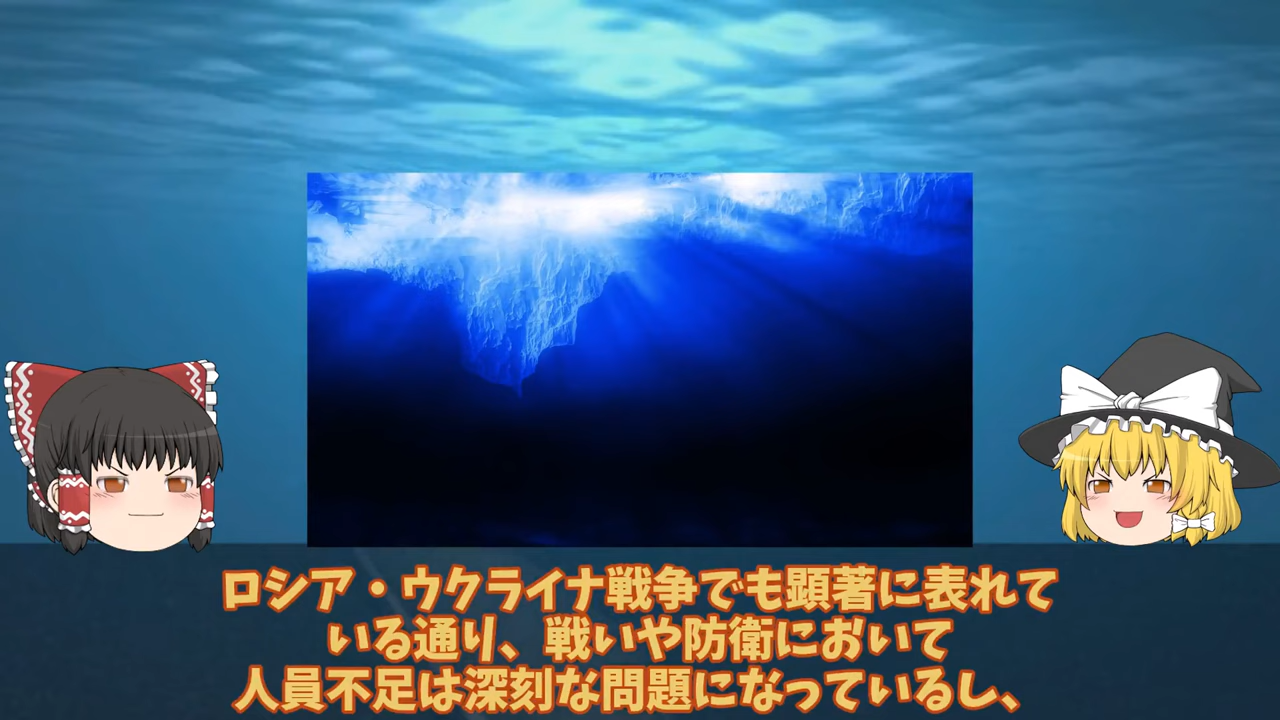 ロシア・ウクライナ戦争でも顕著に表れて
いる通り、戦いや防衛において
人員不足は深刻な問題になっているし、